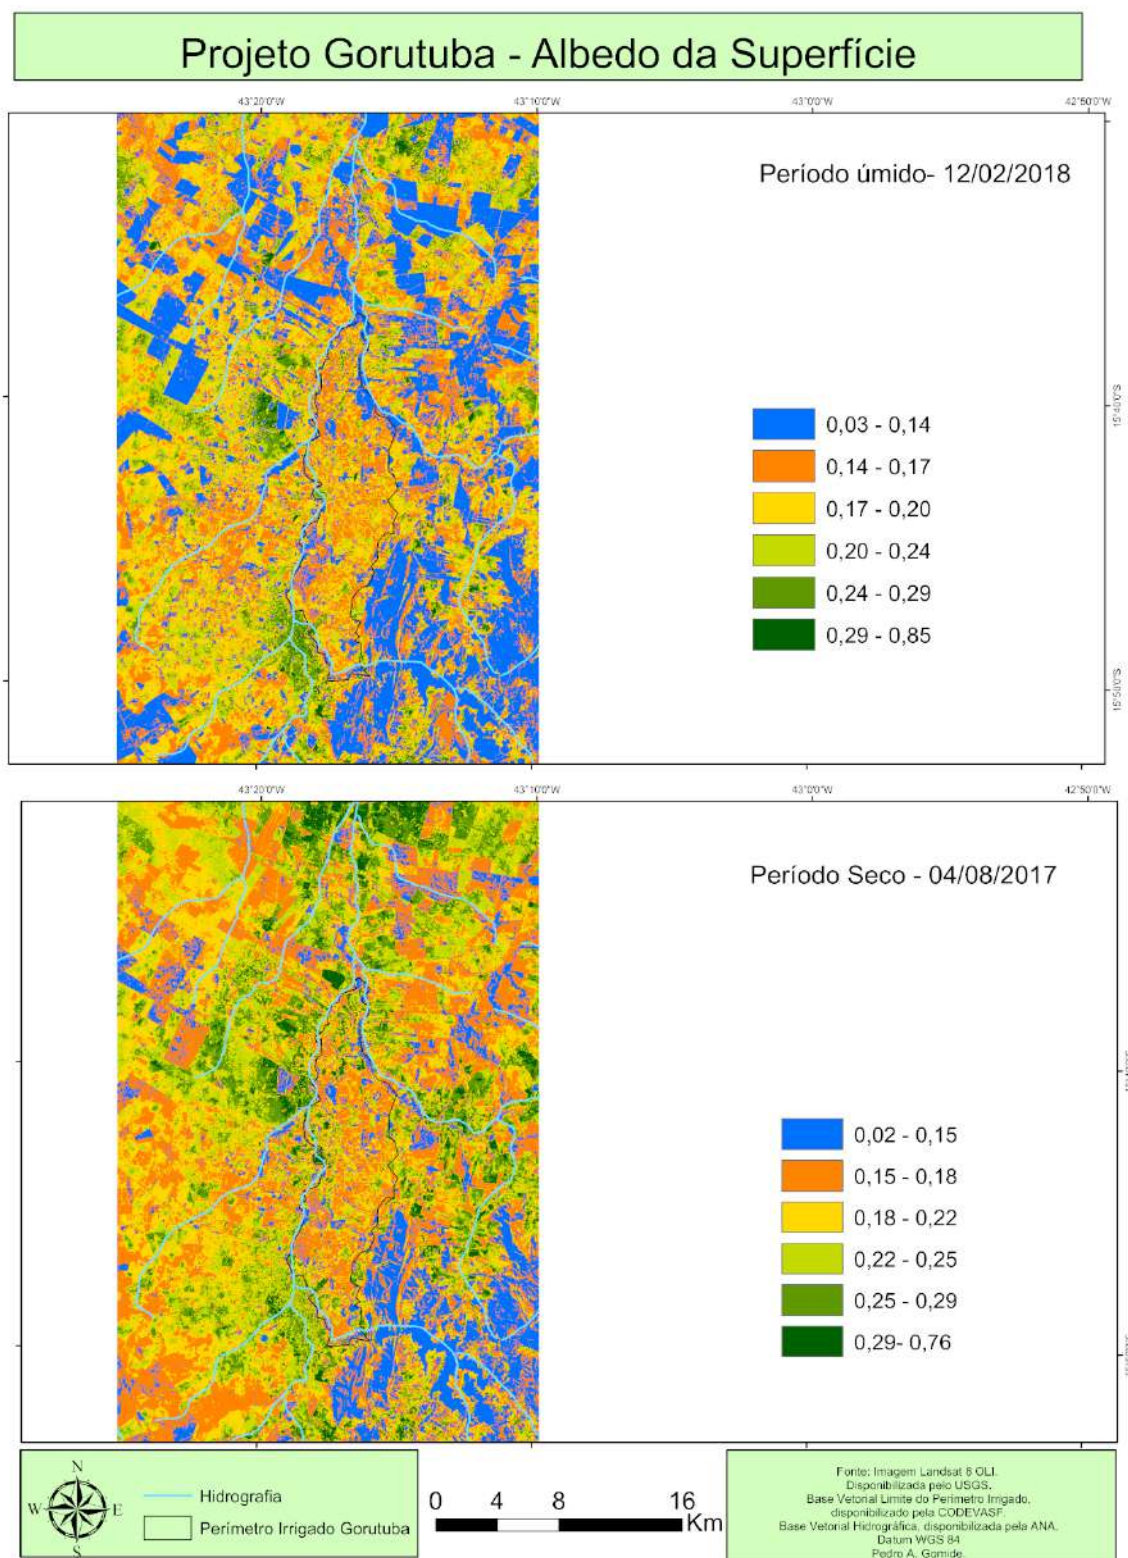 Projeto Gorutuba - Albedo da Superfície
43°20'0"W 43°10'0"W 43°0'0"W 42°50'0"W
Período úmido- 12/02/2018
0,03 - 0,14
0,14 - 0,17
0,17 - 0,20
0,20 - 0,24
0,24 - 0,29
0,29 - 0,85
15°40'0"S
15°50'0"S
43°20'0"W 43°10'0"W 43°0'0"W 42°50'0"W
Período Seco - 04/08/2017
0,02 - 0,15
0,15 - 0,18
0,18 - 0,22
0,22 - 0,25
0,25 - 0,29
0,29- 0,76
N
W E
S
Hidrografia
Perímetro Irrigado Gorutuba
0 4 8 16
Km
Fonte: Imagem Landsat 8 OLI.
Disponibilizada pelo USGS.
Base Vetorial Limite do Perímetro Irrigado,
disponibilizado pela CODEVASF.
Base Vetorial Hidrográfica, disponibilizada pela ANA.
Datum WGS 84
Pedro A. Gomide.